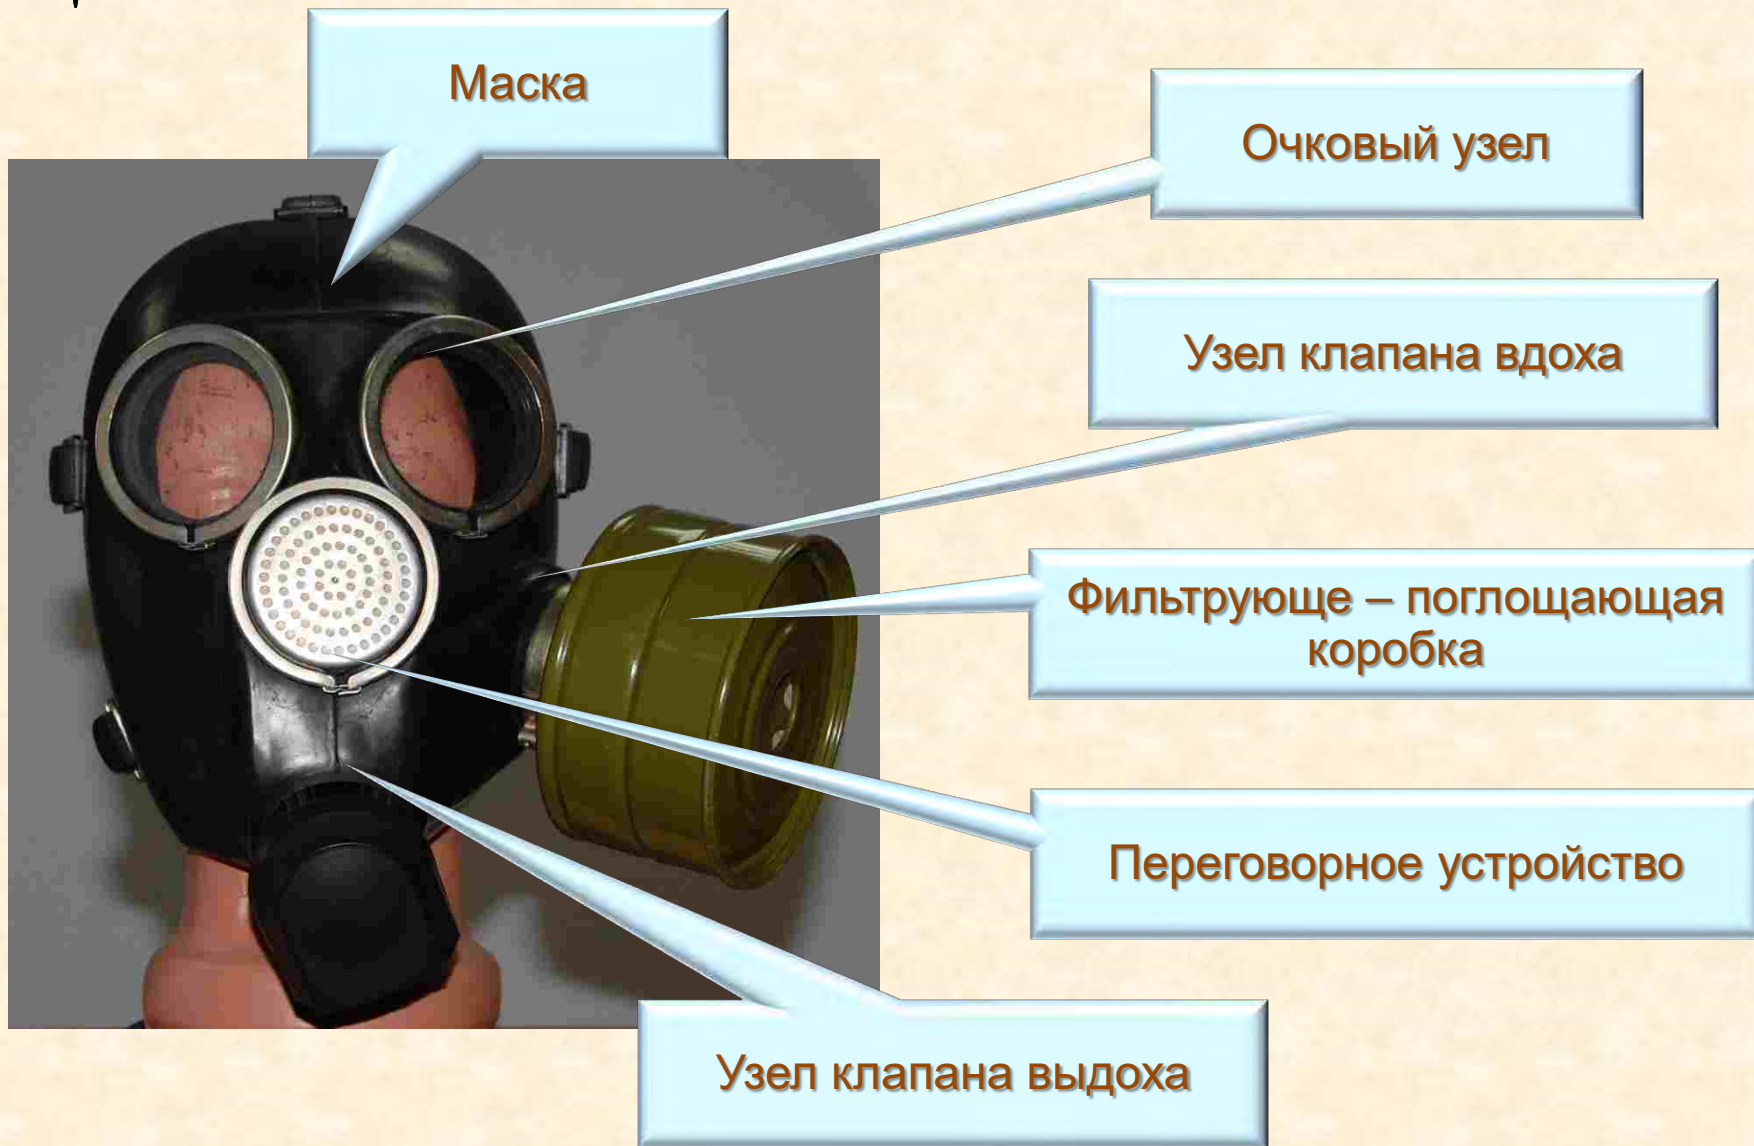 Маска
Очковый узел
Узел клапана вдоха
Фильтрующе – поглощающая
коробка
Переговорное устройство
Узел клапана выдоха